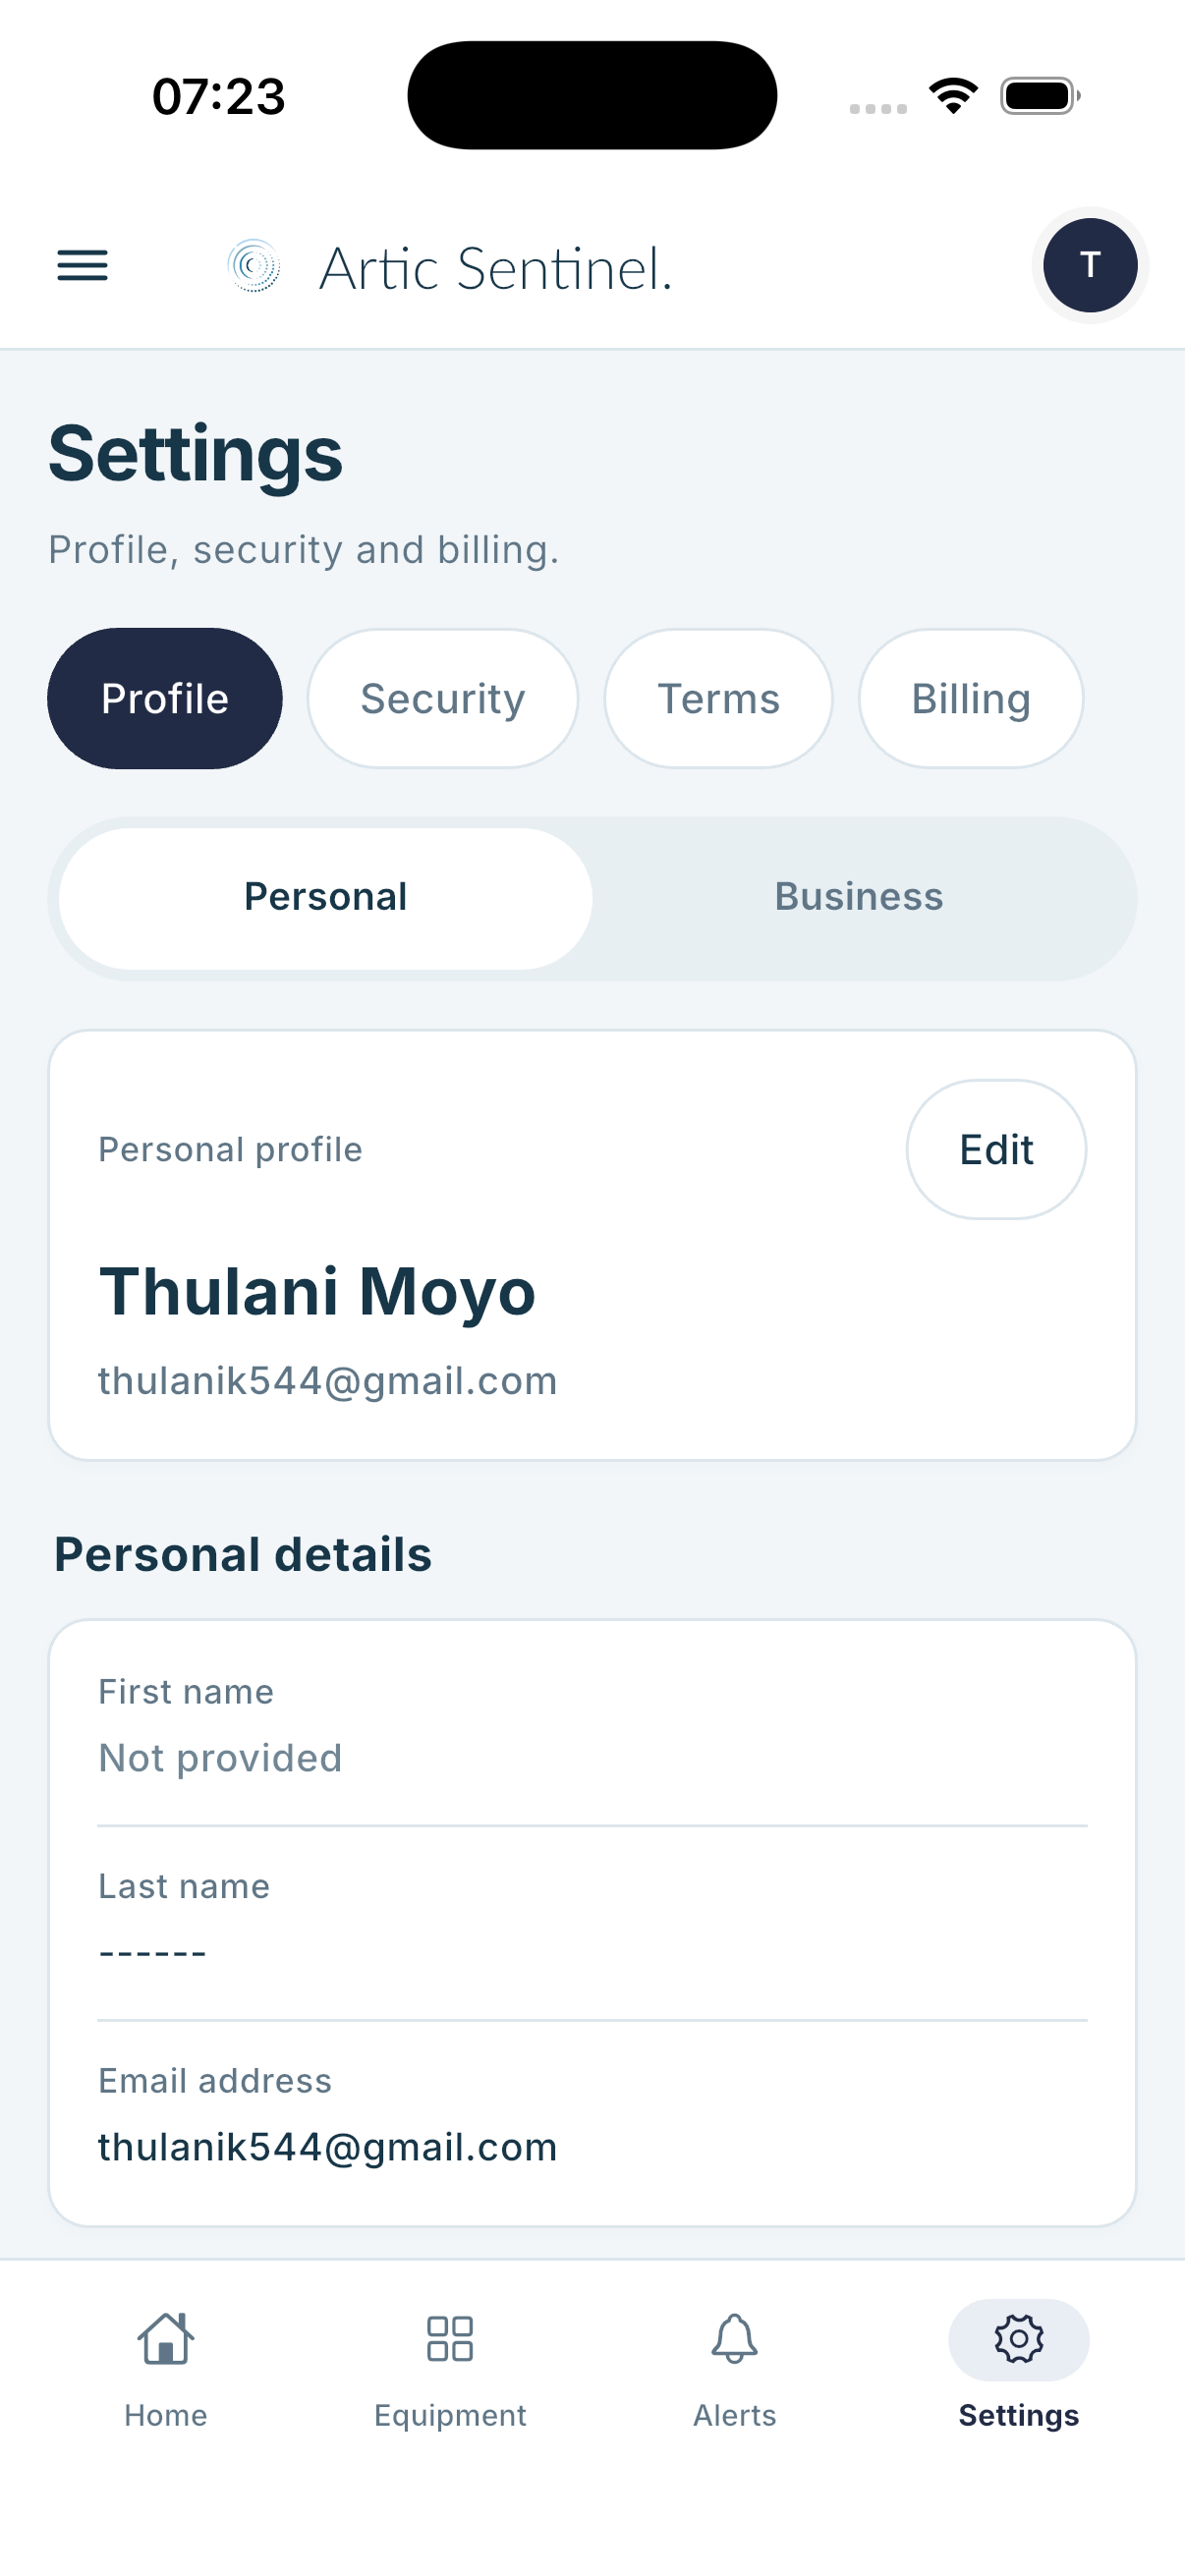 07:23
Artic Sentinel.
T
Settings
Profile, security and billing.
Profile Security Terms Billing
Personal Business
Personal profile Edit
Thulani Moyo
thulanik544@gmail.com
Personal details
First name
Not provided
Last name
------
Email address
thulanik544@gmail.com
Home Equipment Alerts Settings